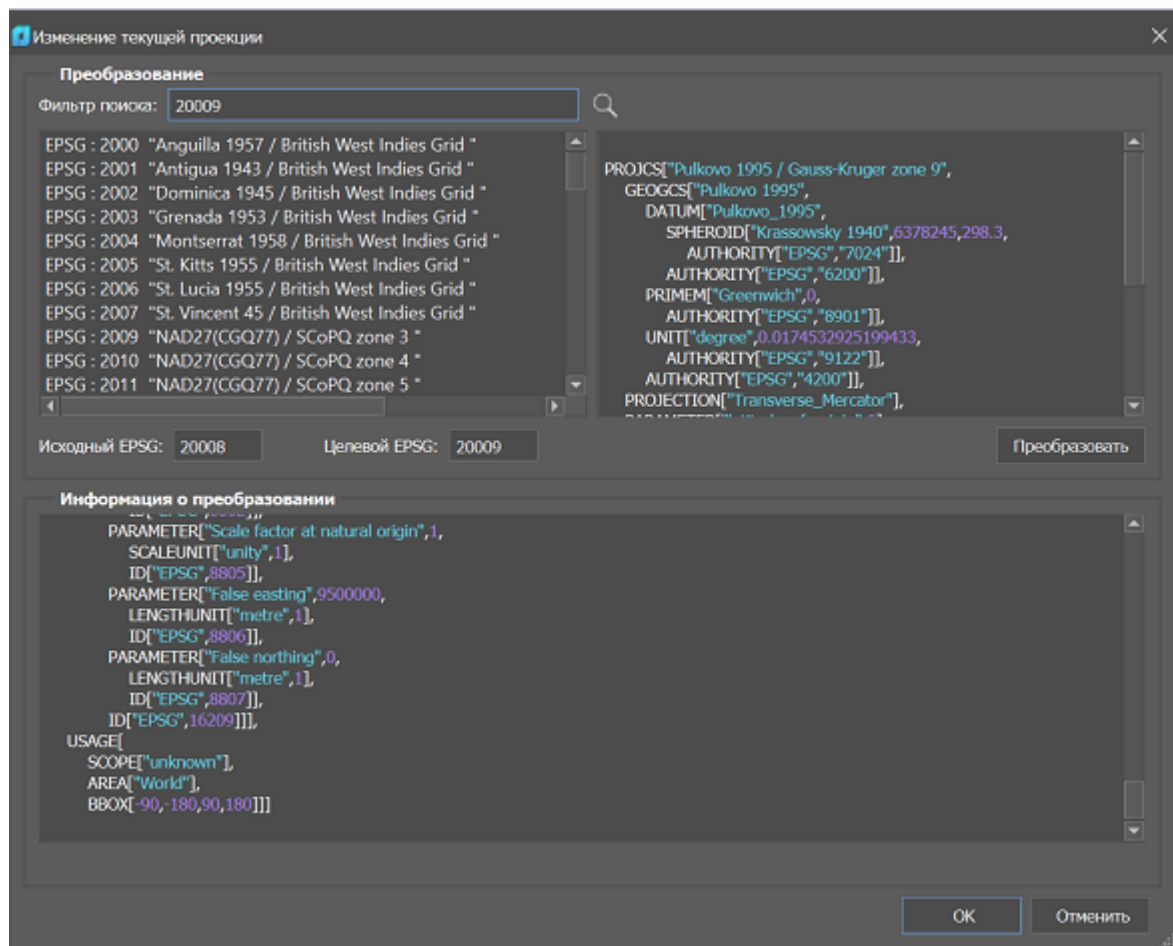 Изменение текущей проекции
Преобразование
Фильтр поиска: 20009
EPSG : 2000 "Anguilla 1957 / British West Indies Grid "
EPSG : 2001 "Antigua 1943 / British West Indies Grid "
EPSG : 2002 "Dominica 1945 / British West Indies Grid "
EPSG : 2003 "Grenada 1953 / British West Indies Grid "
EPSG : 2004 "Montserrat 1958 / British West Indies Grid "
EPSG : 2005 "St. Kitts 1955 / British West Indies Grid "
EPSG : 2006 "St. Lucia 1955 / British West Indies Grid "
EPSG : 2007 "St. Vincent 45 / British West Indies Grid "
EPSG : 2009 "NAD27(CGQ77) / SCoPQ zone 3 "
EPSG : 2010 "NAD27(CGQ77) / SCoPQ zone 4 "
EPSG : 2011 "NAD27(CGQ77) / SCoPQ zone 5 "
PROJCS["Pulkovo 1995 / Gauss-Kruger zone 9",
GEOGCS["Pulkovo 1995",
DATUM["Pulkovo_1995",
SPHEROID["Krassowsky 1940",6378245,298.3,
AUTHORITY["EPSG","7024"]],
AUTHORITY["EPSG","6200"]],
PRIMEM["Greenwich",0,
AUTHORITY["EPSG","8901"]],
UNIT["degree",0.0174532925199433,
AUTHORITY["EPSG","9122"]],
AUTHORITY["EPSG","4200"]],
PROJECTION["Transverse_Mercator"],
Исходный EPSG: 20008 Целевой EPSG: 20009 Преобразовать
Информация о преобразовании
PARAMETER["Scale factor at natural origin",1,
SCALEUNIT["unity",1],
ID["EPSG",8805]],
PARAMETER["False easting",9500000,
LENGTHUNIT["metre",1],
ID["EPSG",8806]],
PARAMETER["False northing",0,
LENGTHUNIT["metre",1],
ID["EPSG",8807]],
ID["EPSG",16209]]],
USAGE[
SCOPE["unknown"],
AREA["World"],
BBOX[-90,-180,90,180]]]
OK Отменить